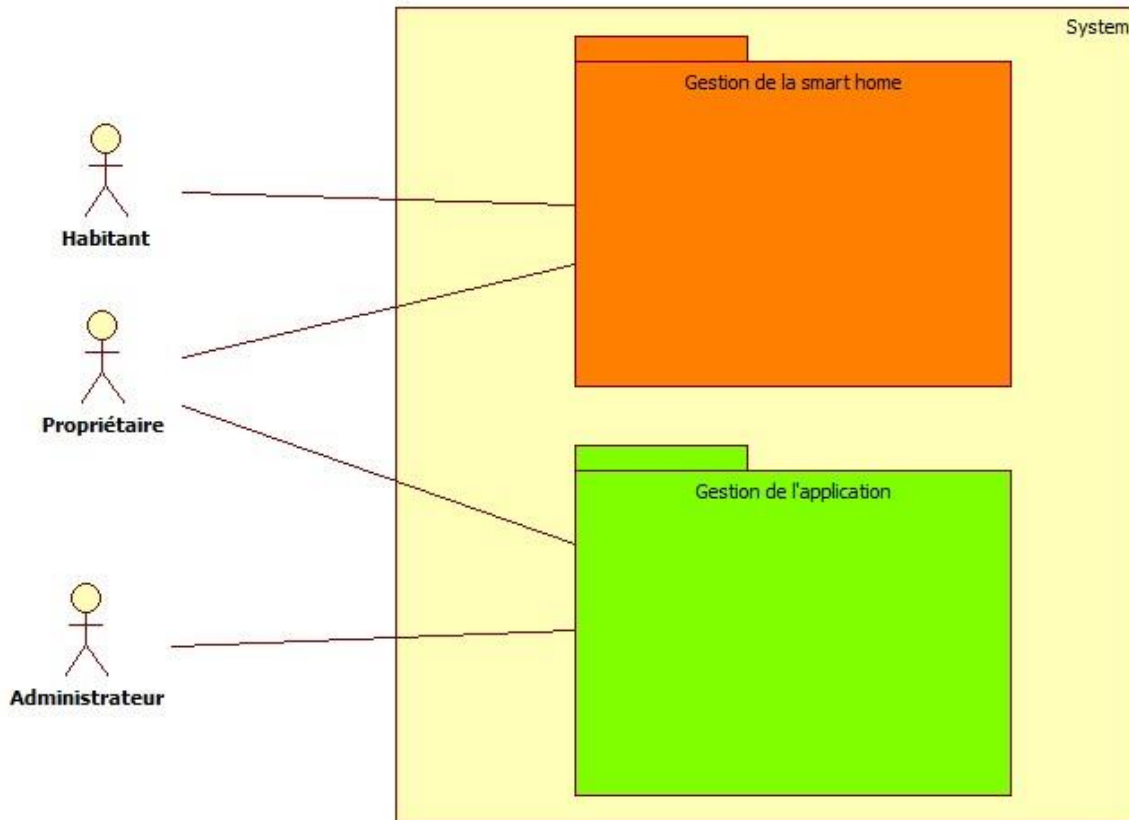 System
Gestion de la smart home
Habitant
Propriétaire
Gestion de l'application
Administrateur